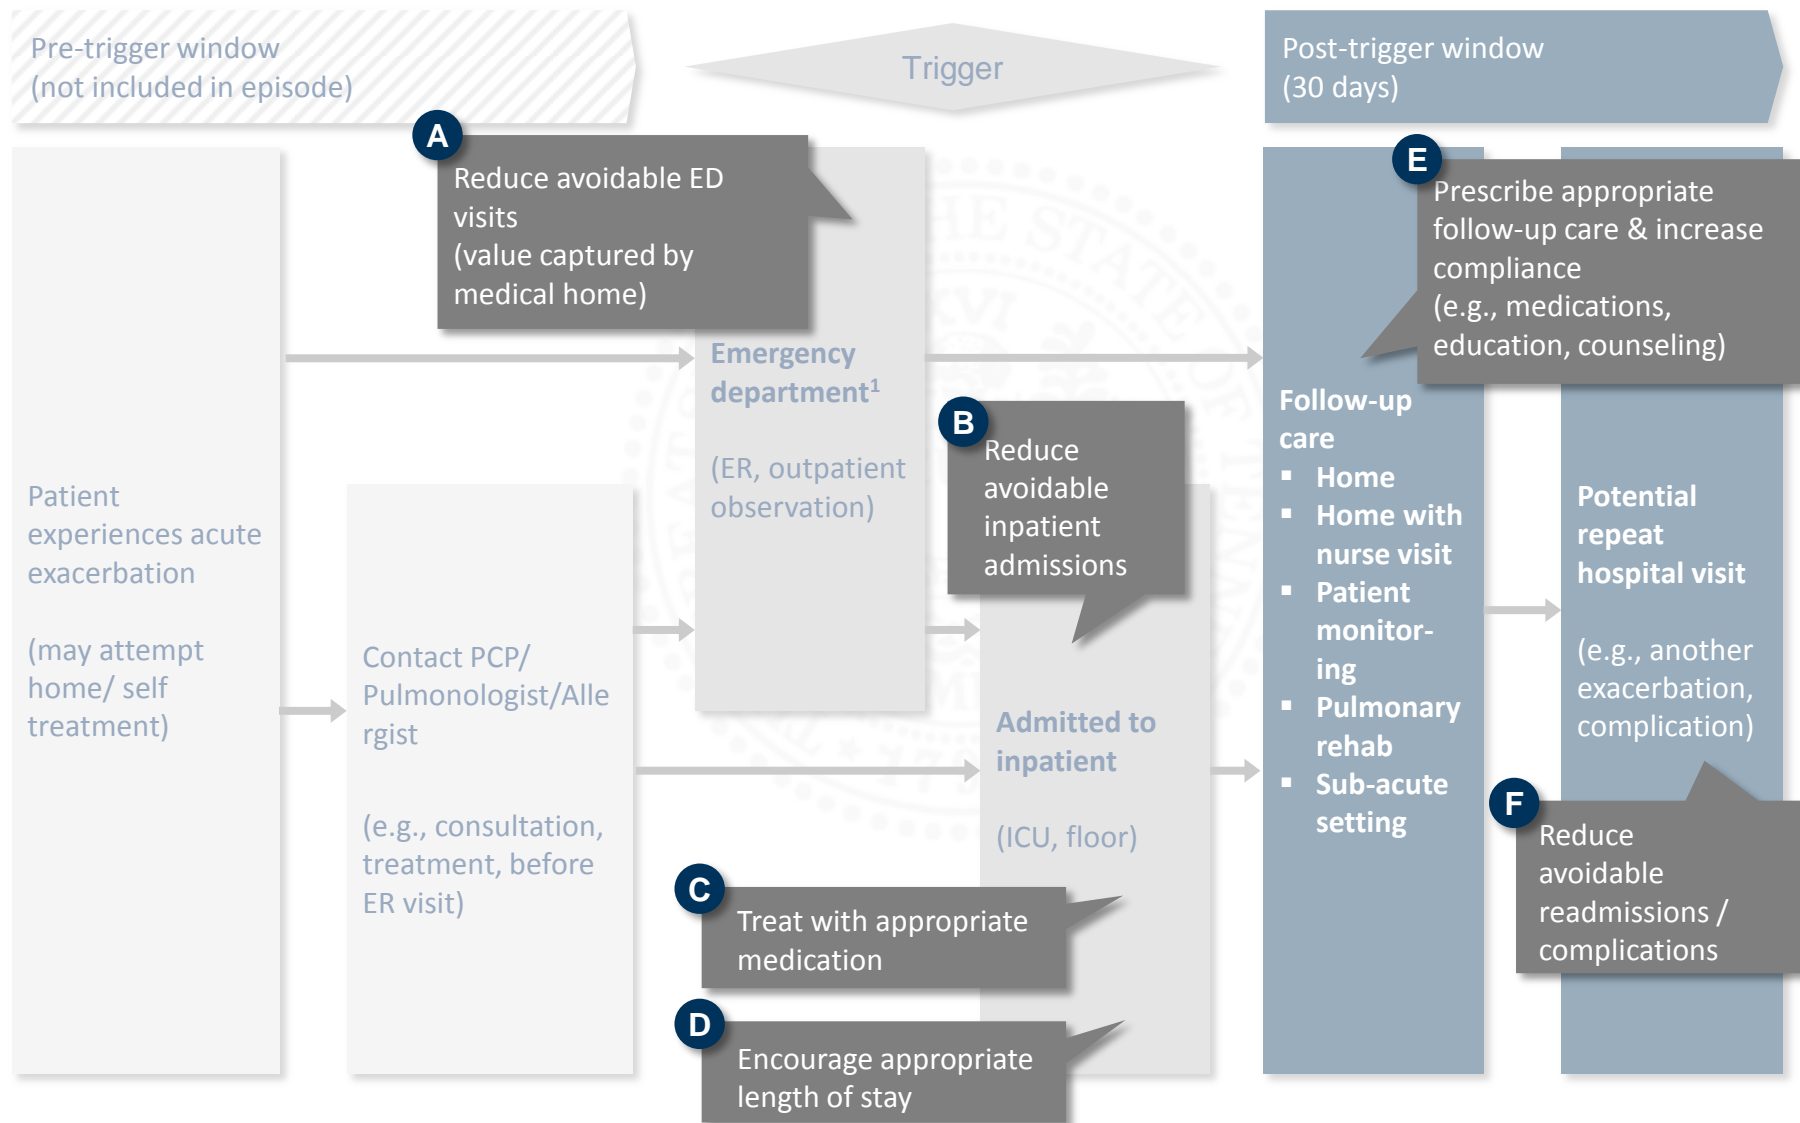 Pre-trigger window
(not included in episode)
Trigger
Post-trigger window
(30 days)
A
Reduce avoidable ED
visits
(value captured by
medical home)
E
Prescribe appropriate
follow-up care & increase
compliance
(e.g., medications,
education, counseling)
Patient
experiences acute
exacerbation
(may attempt
home/ self
treatment)
Contact PCP/
Pulmonologist/Alle
rgist
(e.g., consultation,
treatment, before
ER visit)
Emergency
department¹
(ER, outpatient
observation)
B
Reduce
avoidable
inpatient
admissions
Admitted to
inpatient
(ICU, floor)
C
Treat with appropriate
medication
D
Encourage appropriate
length of stay
Follow-up
care
▪ Home
▪ Home with
nurse visit
▪ Patient
monitor-
ing
▪ Pulmonary
rehab
▪ Sub-acute
setting
Potential
repeat
hospital visit
(e.g., another
exacerbation,
complication)
F
Reduce
avoidable
readmissions /
complications